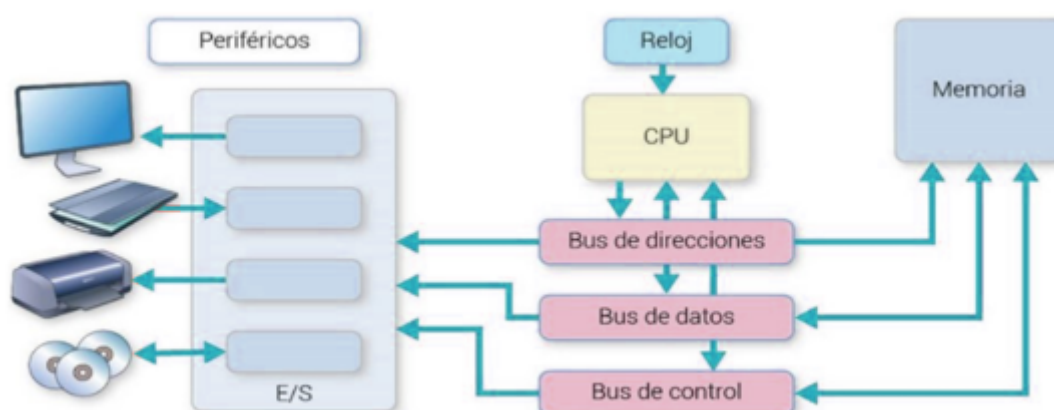 Periféricos
Reloj
Memoria
CPU
Bus de direcciones
Bus de datos
Bus de control
E/S